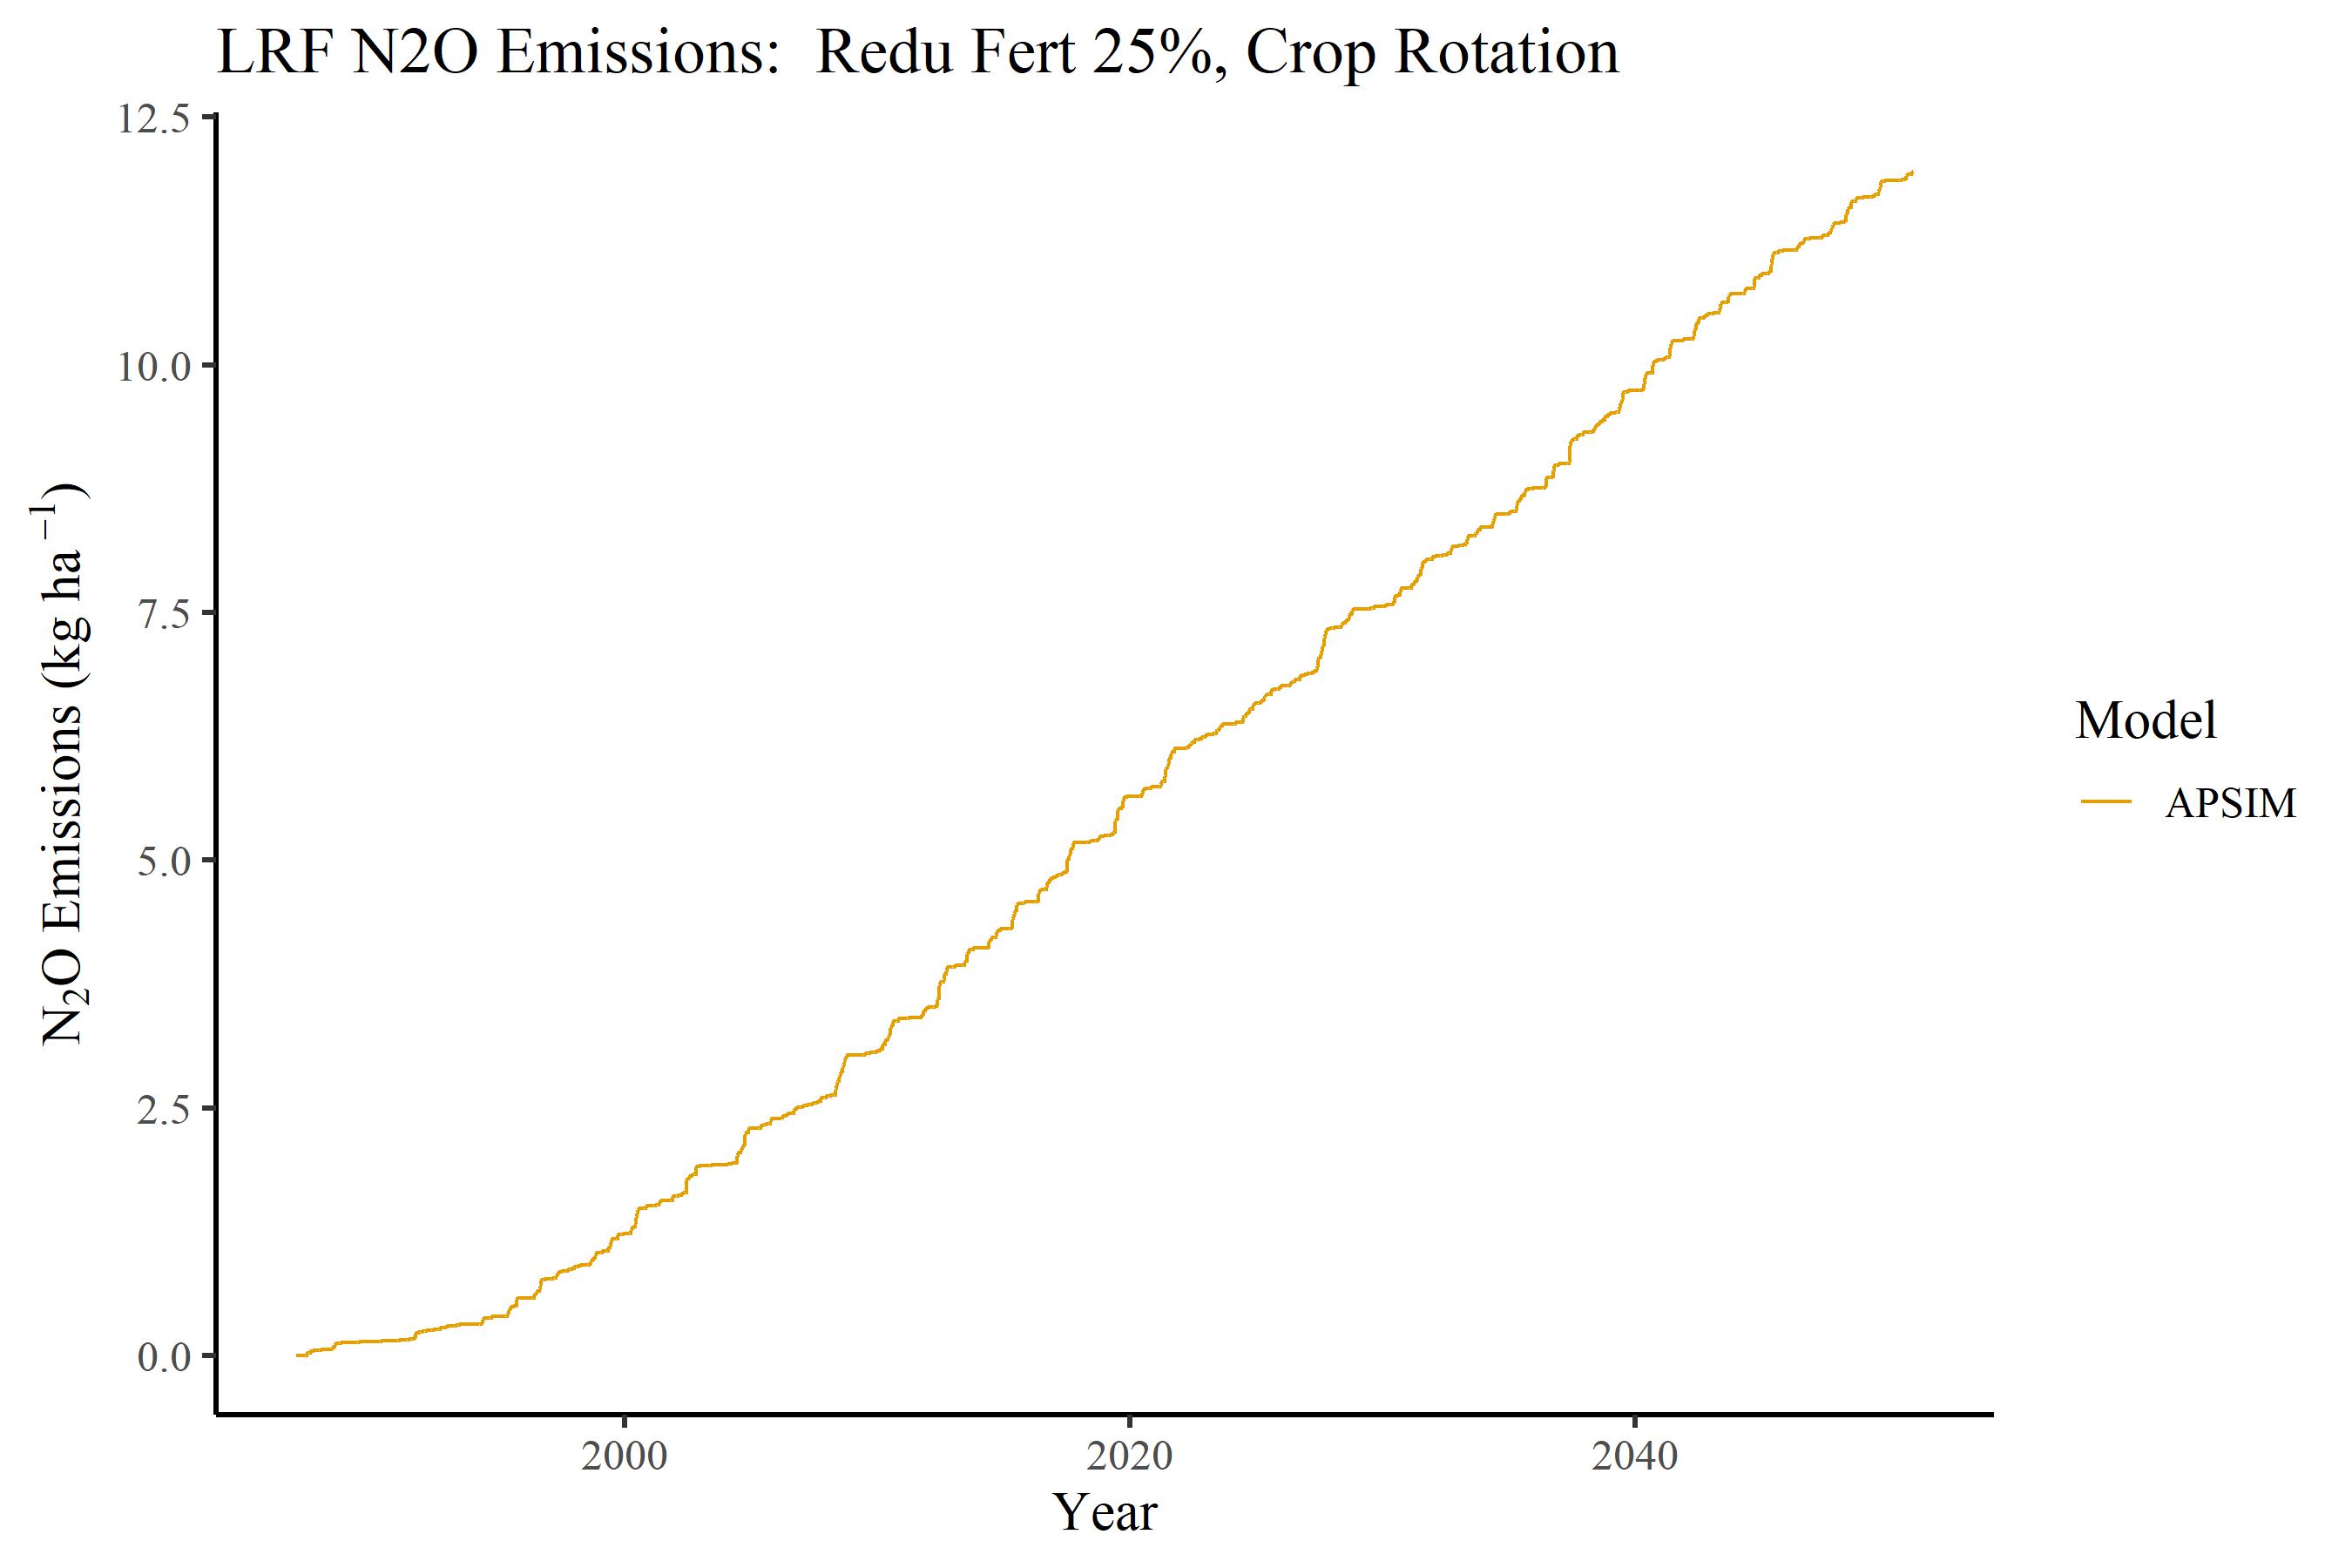 LRF N2O Emissions:  Redu Fert 25%, Crop Rotation
12.5
10.0
7.5
5.0
2.5
0.0
N₂O Emissions (kg ha⁻¹)
2000
2020
2040
Year
Model
APSIM